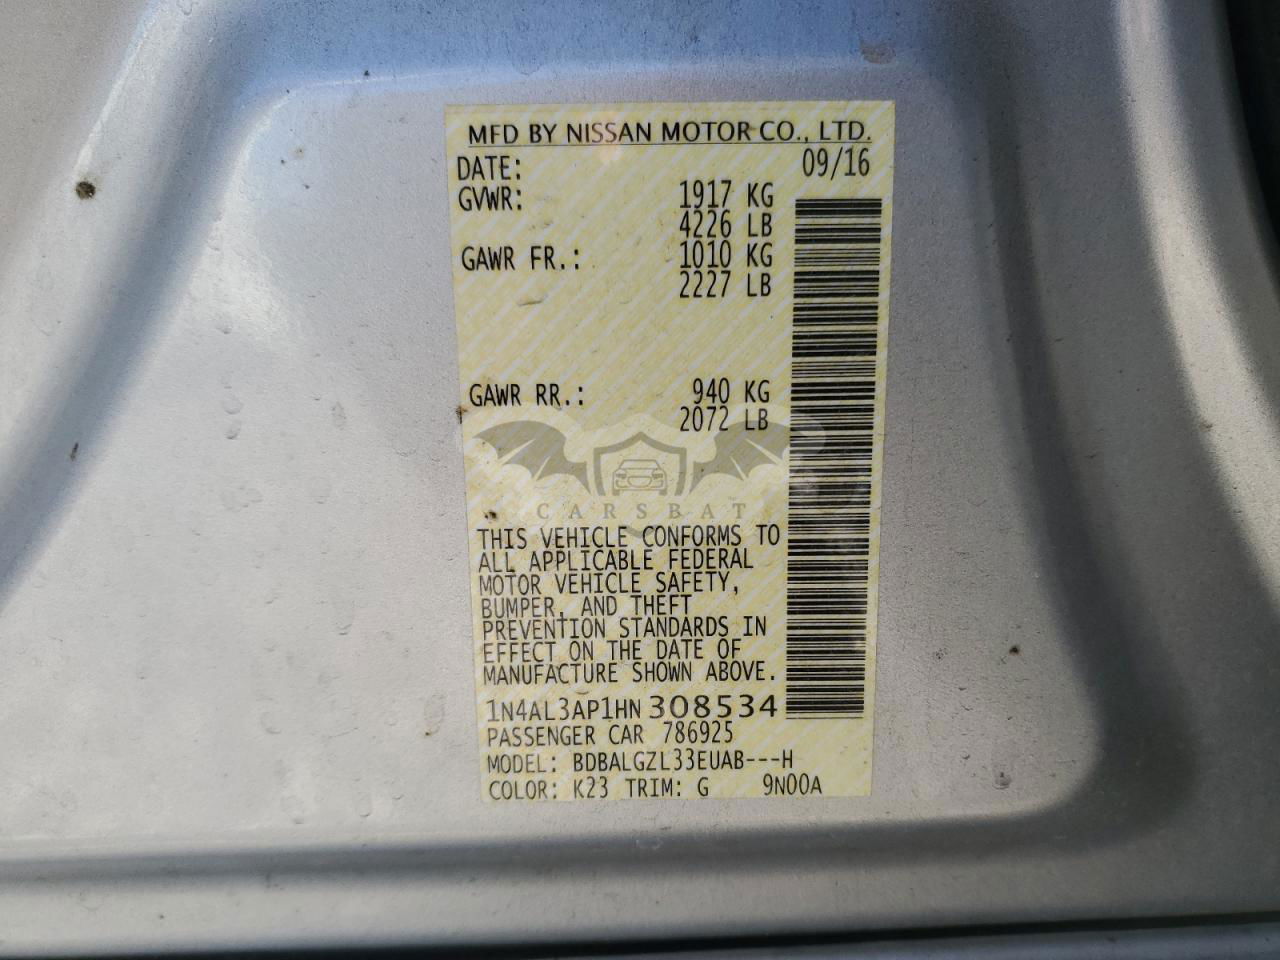 MFD BY NISSAN MOTOR CO., LTD.
DATE: 09/16
GVWR: 1917 KG
4226 LB
GAWR FR.: 1010 KG
2227 LB
GAWR RR.: 940 KG
2072 LB
CARSBAT
THIS VEHICLE CONFORMS TO
ALL APPLICABLE FEDERAL
MOTOR VEHICLE SAFETY,
BUMPER, AND THEFT
PREVENTION STANDARDS IN
EFFECT ON THE DATE OF
MANUFACTURE SHOWN ABOVE.
1N4AL3AP1HN308534
PASSENGER CAR 786925
MODEL: BDBALGZL33EUAB---H
COLOR: K23 TRIM: G 9N00A